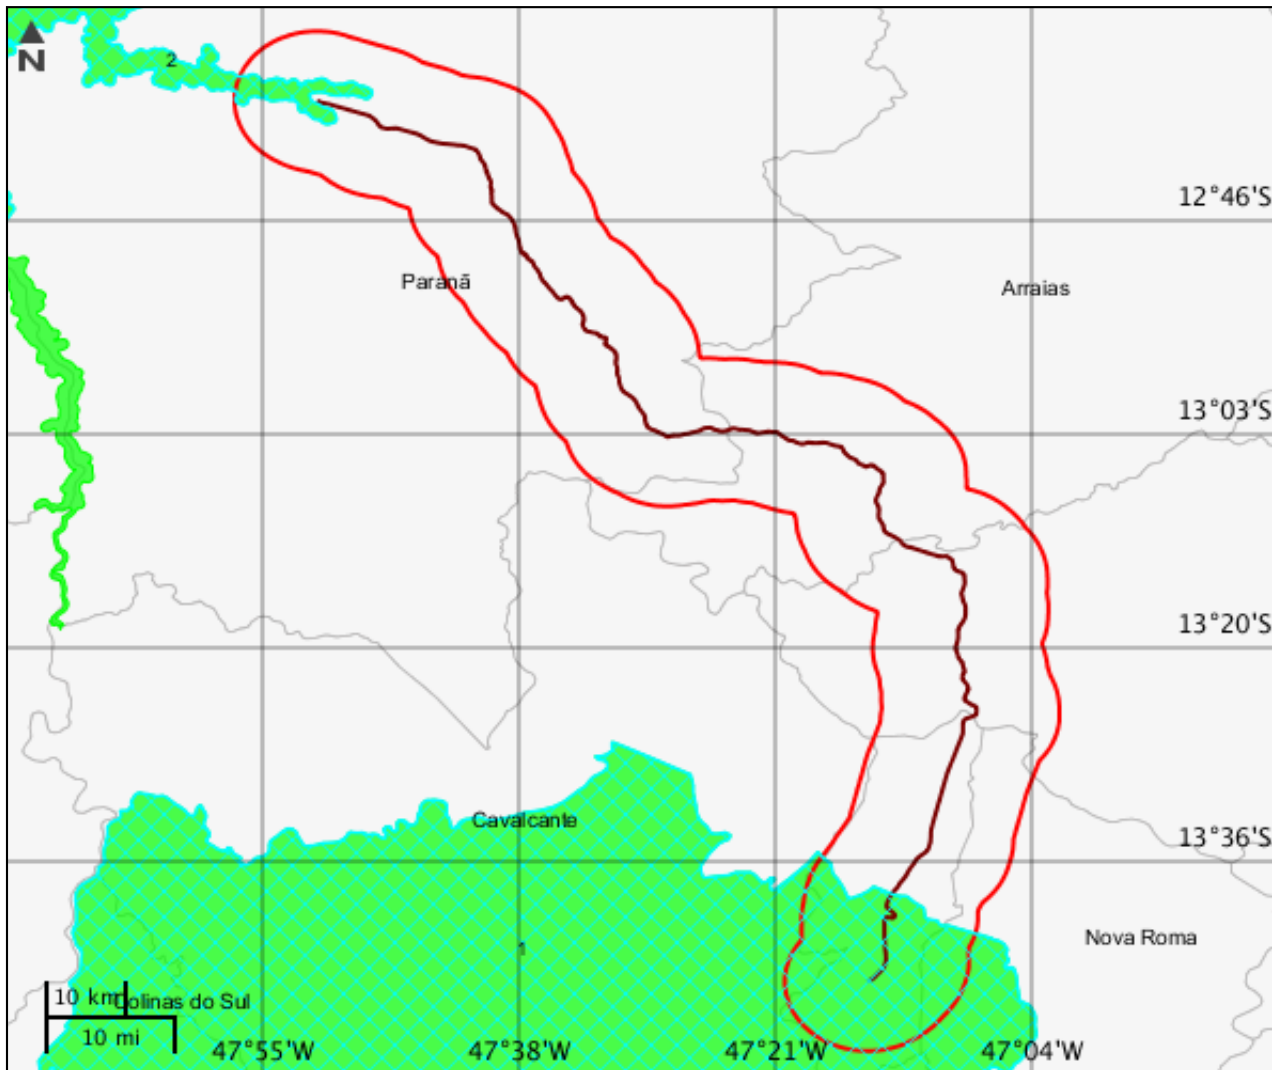 N
2
12°46'S
Paranã
Arraias
13°03'S
13°20'S
Cavalcante
13°36'S
Nova Roma
1
10 km
Colinas do Sul
10 mi
47°55'W
47°38'W
47°21'W
47°04'W